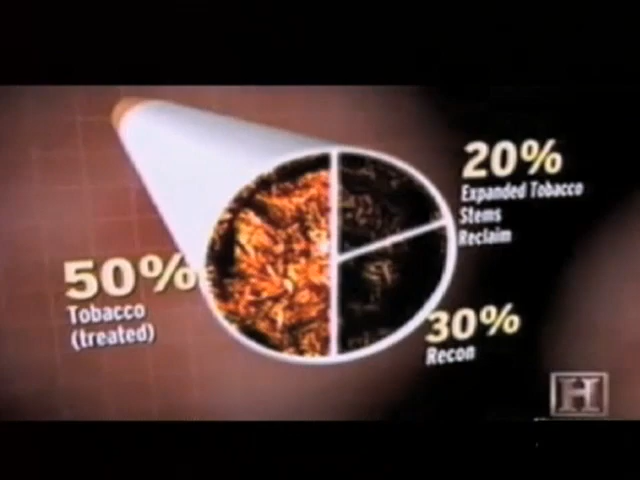 20%
Expanded Tobacco
Stems
Reclaim
50%
Tobacco
(treated)
30%
Recon
H